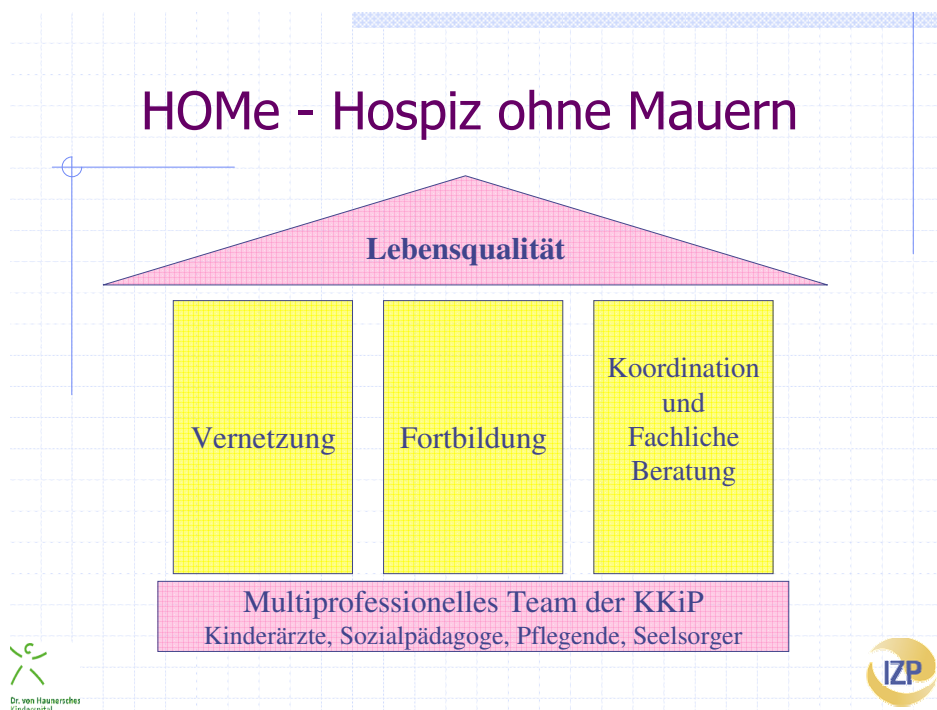 HOMe - Hospiz ohne Mauern
Lebensqualität
Vernetzung
Fortbildung
Koordination
und
Fachliche
Beratung
Multiprofessionelles Team der KKiP
Kinderärzte, Sozialpädagoge, Pflegende, Seelsorger
Dr. von Haunersches
Kinderspital
IZP